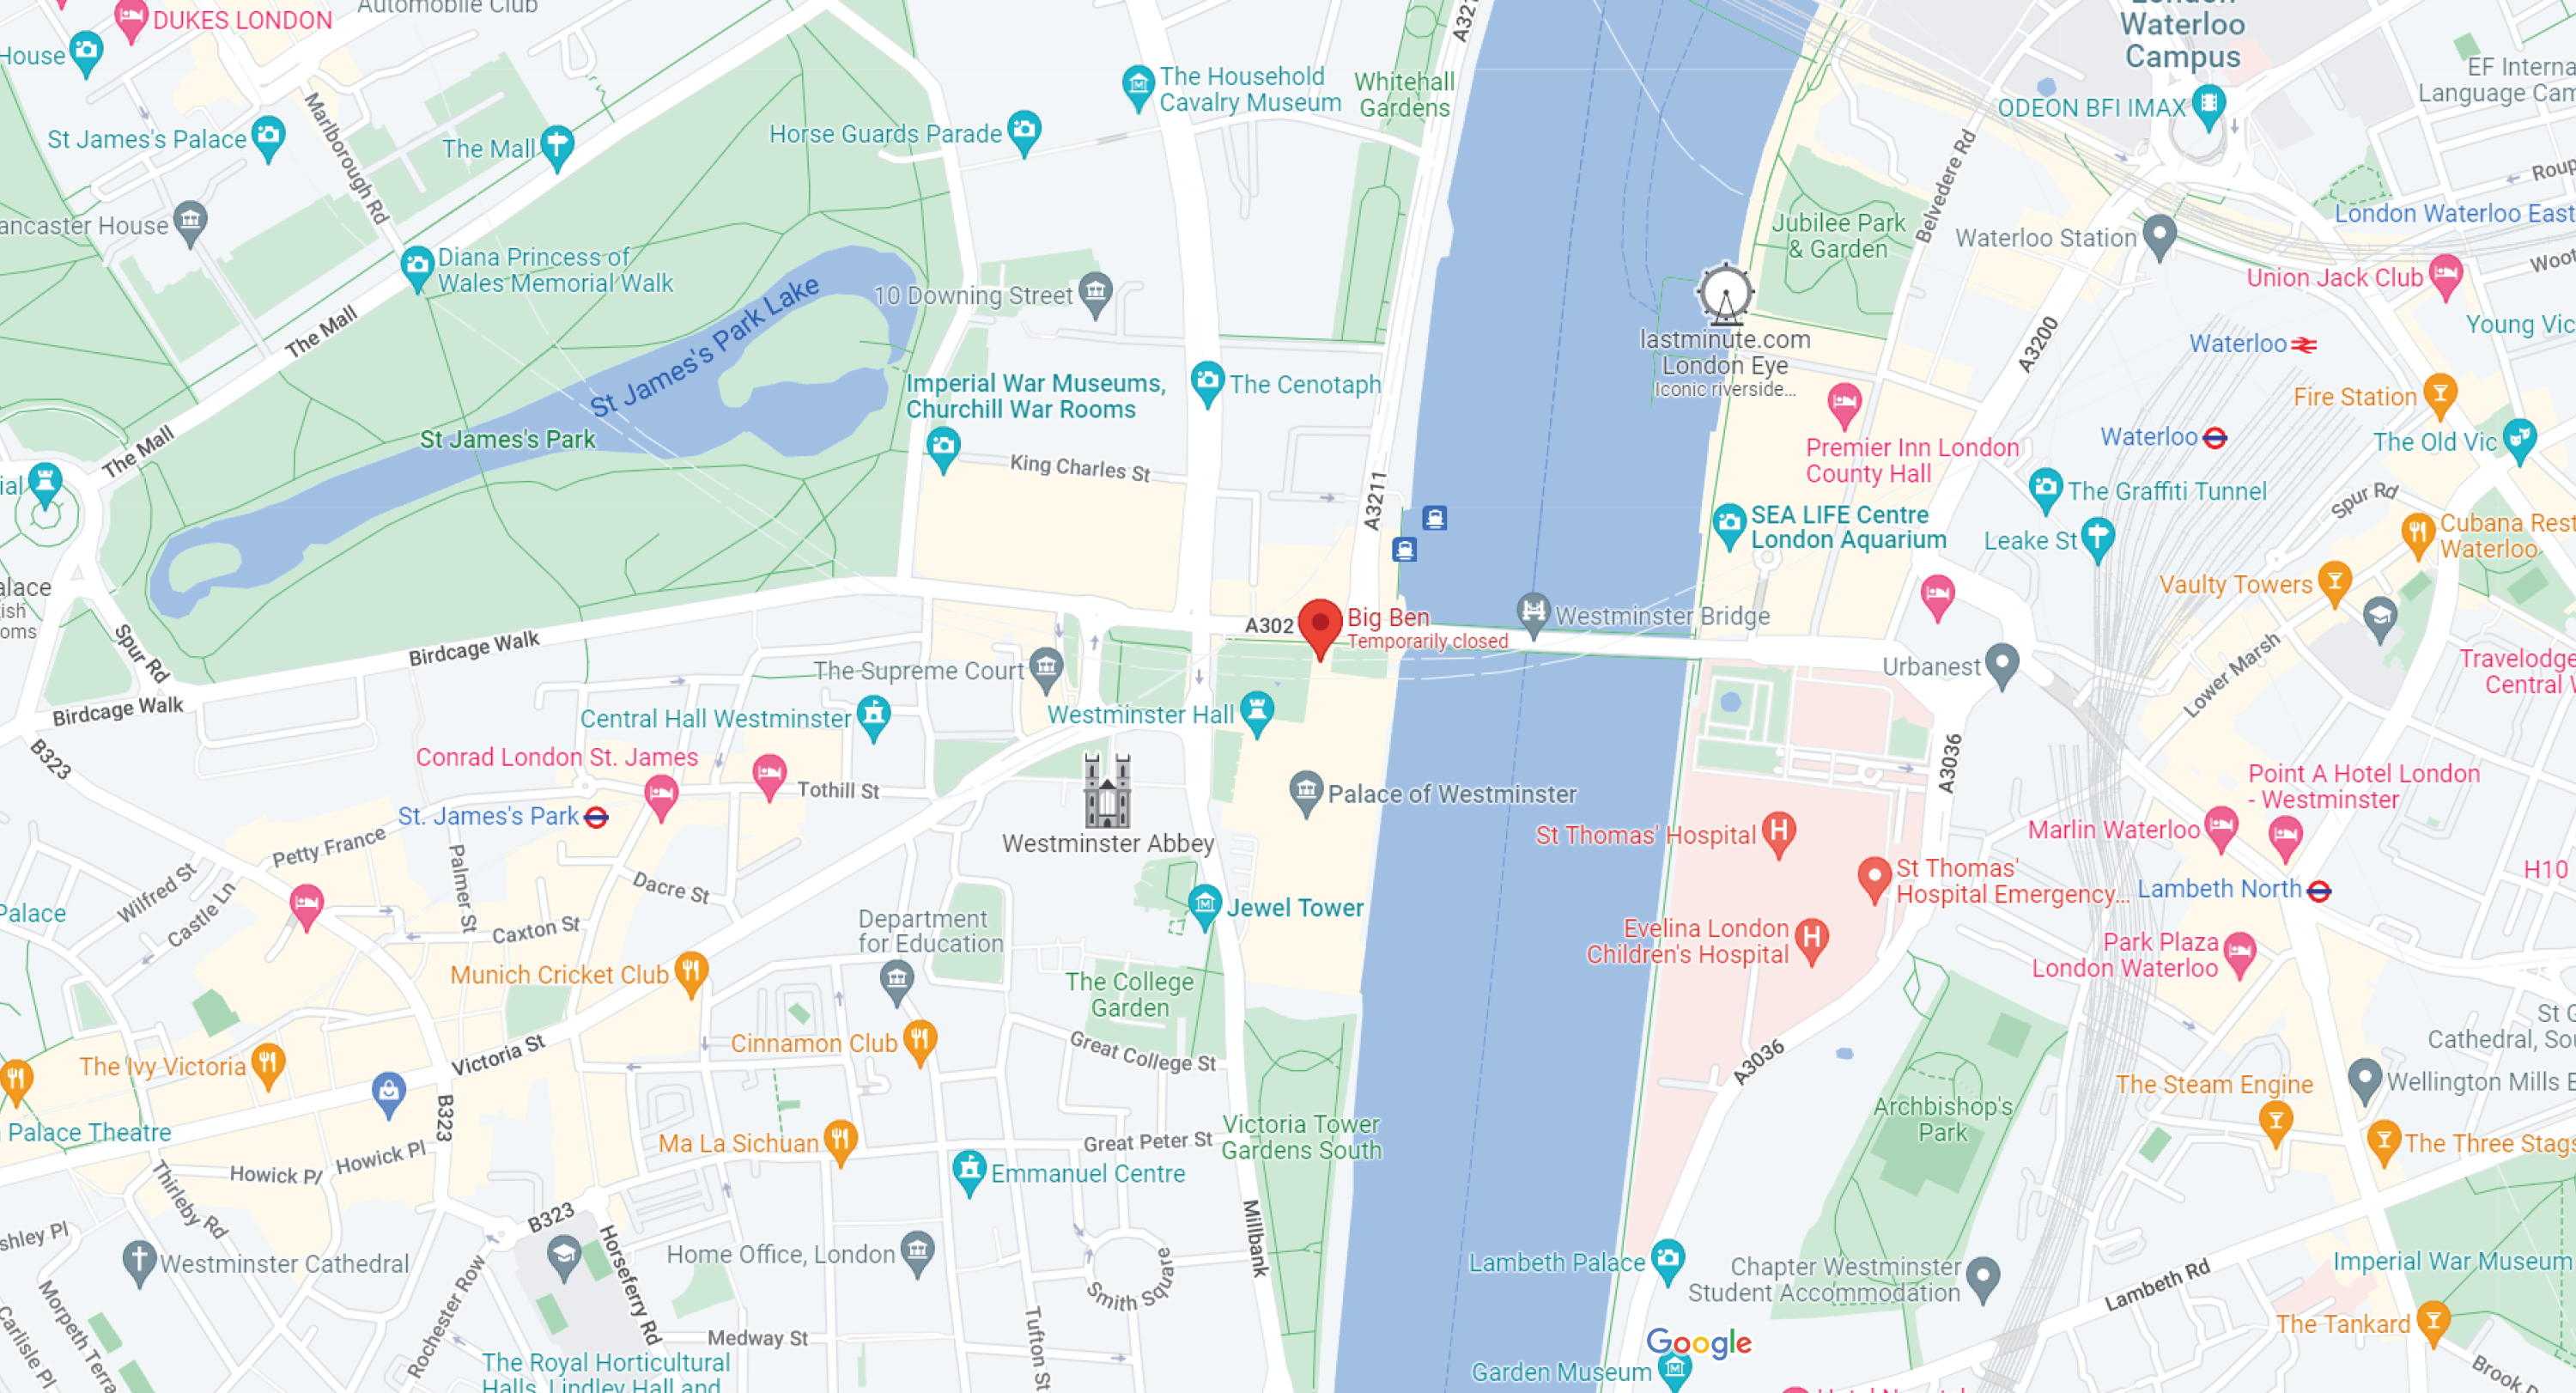 Automobile Club
DUKES LONDON
House
St James's Palace
Marlborough Rd
The Mall
Horse Guards Parade
The Household
Cavalry Museum
Whitehall
Gardens
A321
London
Waterloo
Campus
EF Interna
Language Cam
ODEON BFI IMAX
Roup
ancaster House
Diana Princess of
Wales Memorial Walk
The Mall
10 Downing Street
St James's Park Lake
Jubilee Park
& Garden
Belvedere Rd
Waterloo Station
London Waterloo East
Woot
Union Jack Club
Young Vic
lastminute.com
London Eye
Iconic riverside...
A3200
Waterloo
Imperial War Museums,
Churchill War Rooms
The Cenotaph
Premier Inn London
County Hall
Fire Station
Waterloo
The Old Vic
The Mall
St James's Park
King Charles St
ial
A3211
SEA LIFE Centre
London Aquarium
The Graffiti Tunnel
Spur Rd
Leake St
Cubana Rest
Waterloo
Vaulty Towers
alace
ish
oms
Spur Rd
Birdcage Walk
A302
Big Ben
Temporarily closed
Westminster Bridge
Urbanest
Lower Marsh
Travelodge
Central W
Birdcage Walk
The Supreme Court
Central Hall Westminster
Westminster Hall
B323
Conrad London St. James
Tothill St
St. James's Park
Palace of Westminster
Westminster Abbey
A3036
Point A Hotel London
- Westminster
Marlin Waterloo
St Thomas' Hospital
St Thomas'
Hospital Emergency...
Lambeth North
H10
Petty France
Palmer St
Dacre St
Wilfred St
Castle Ln
Palace
Caxton St
Jewel Tower
Department
for Education
Evelina London
Children's Hospital
Park Plaza
London Waterloo
Munich Cricket Club
The College
Garden
Cinnamon Club
Great College St
St G
Cathedral, Sou
The Ivy Victoria
Victoria St
B323
A3036
Archbishop's
Park
The Steam Engine
Wellington Mills E
Palace Theatre
Howick Pl
Howick Pl
Ma La Sichuan
Great Peter St
Victoria Tower
Gardens South
The Three Stags
Emmanuel Centre
Thirleby Rd
B323
shley Pl
Westminster Cathedral
Horseferry Rd
Home Office, London
Millbank
Smith Square
Lambeth Palace
Chapter Westminster
Student Accommodation
Lambeth Rd
Imperial War Museum
Morpeth Terra
Carlisle Pl
Rochester Row
Medway St
Tufton St
Google
The Tankard
The Royal Horticultural
Halls, Lindley Hall and
Garden Museum
Brook D